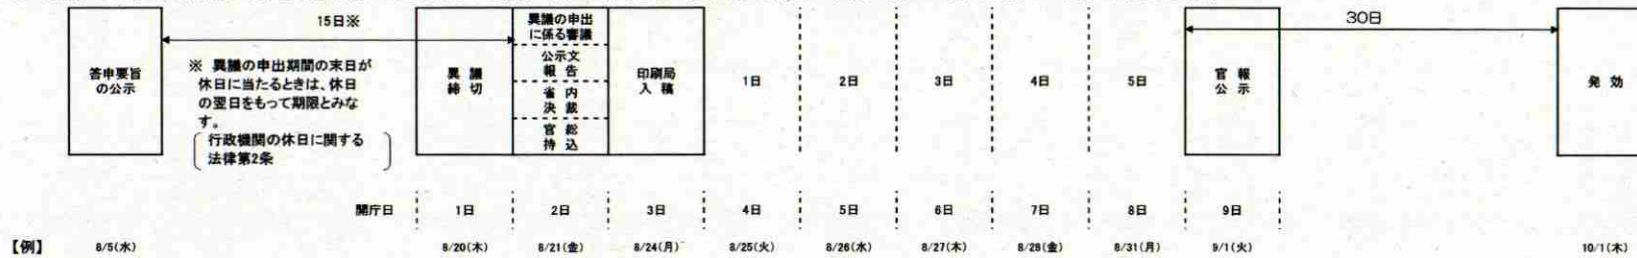 15日※
30日
答申要旨
の公示
※ 異議の申出期間の末日が
休日に当たるときは、休日
の翌日をもって期限とみな
す。
行政機関の休日に関する
法律第2条
異 議
締 切
異議の申出
に係る審議
公示文
報 告
省 内
決 裁
官 総
持 込
印刷局
入 稿
1日
2日
3日
4日
5日
官 報
公 示
発 効
開庁日
1日
2日
3日
4日
5日
6日
7日
8日
9日
【例】
8/5(水)
8/20(木)
8/21(金)
8/24(月)
8/25(火)
8/26(水)
8/27(木)
8/28(金)
8/31(月)
9/1(火)
10/1(木)